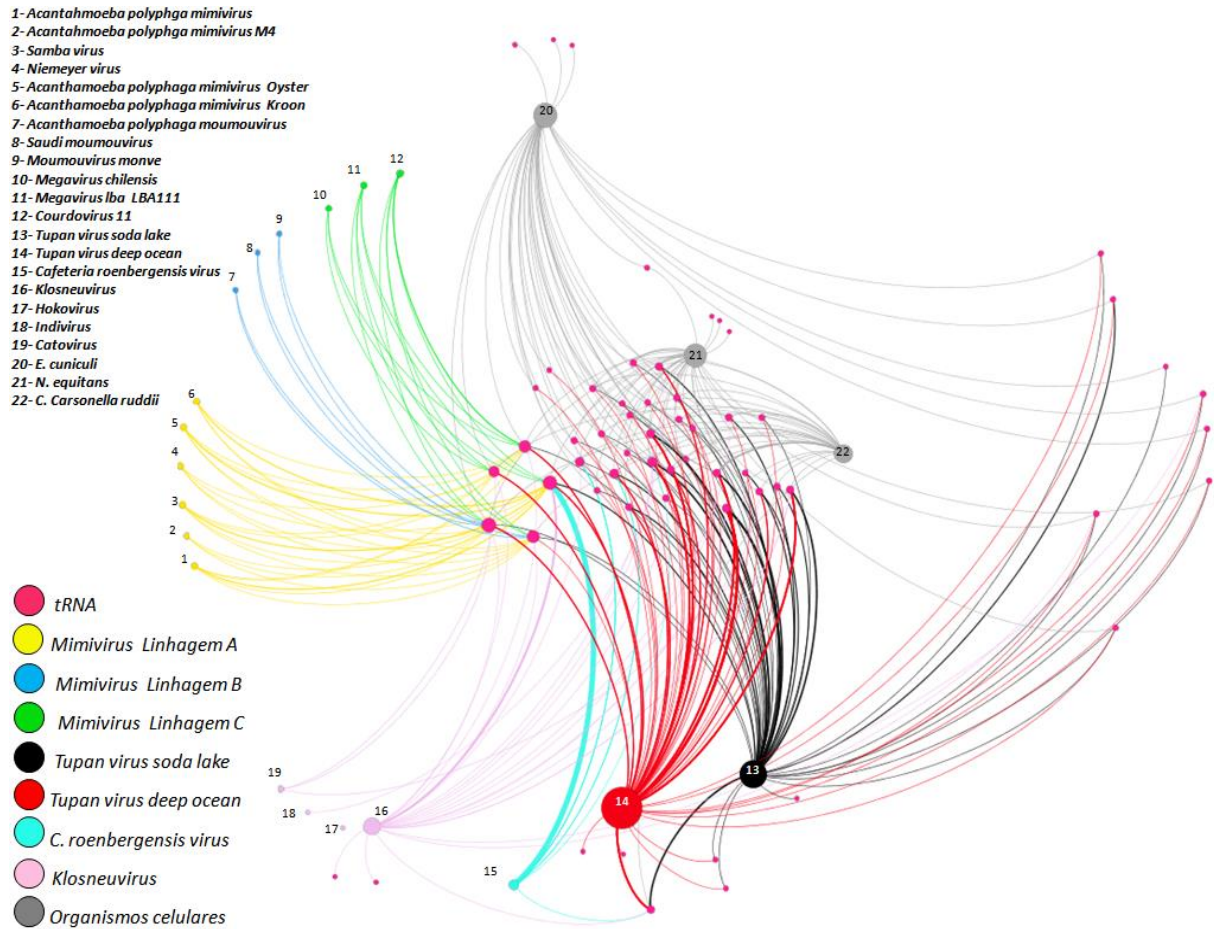 1- Acantahmoeba polyphga mimivirus
2- Acantahmoeba polyphga mimivirus M4
3- Samba virus
4- Niemeyer virus
5- Acanthamoeba polyphaga mimivirus Oyster
6- Acanthamoeba polyphaga mimivirus Kroon
7- Acanthamoeba polyphaga moumouvirus
8- Saudi moumouvirus
9- Moumouvirus monve
10- Megavirus chilensis
11- Megavirus lba LBA111
12- Courdovirus 11
13- Tupan virus soda lake
14- Tupan virus deep ocean
15- Cafeteria roenbergensis virus
16- Klosneuvirus
17- Hokovirus
18- Indivirus
19- Catovirus
20- E. cuniculi
21- N. equitans
22- C. Carsonella ruddii
20
12
11
10
9
8
7
21
6
5
4
22
3
2
1
tRNA
Mimivirus Linhagem A
Mimivirus Linhagem B
Mimivirus Linhagem C
Tupan virus soda lake
Tupan virus deep ocean
C. roenbergensis virus
Klosneuvirus
Organismos celulares
13
19
14
18
16
17
15